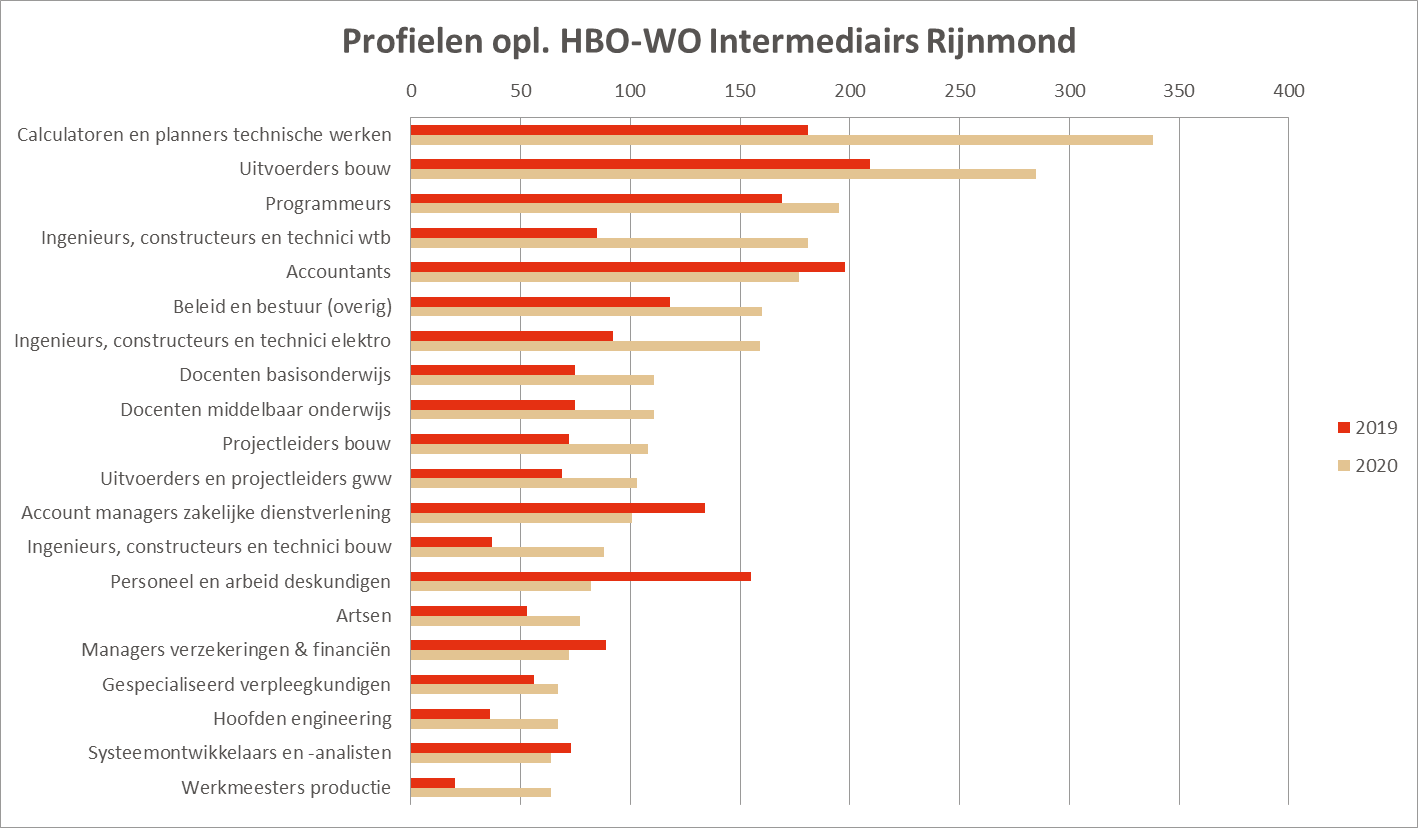 Profielen opl. HBO-WO Intermediairs Rijnmond
0 50 100 150 200 250 300 350 400
Calculatoren en planners technische werken
Uitvoerders bouw
Programmeurs
Ingenieurs, constructeurs en technici wtb
Accountants
Beleid en bestuur (overig)
Ingenieurs, constructeurs en technici elektro
Docenten basisonderwijs
Docenten middelbaar onderwijs
Projectleiders bouw
Uitvoerders en projectleiders gww
Account managers zakelijke dienstverlening
Ingenieurs, constructeurs en technici bouw
Personeel en arbeid deskundigen
Artsen
Managers verzekeringen & financiën
Gespecialiseerd verpleegkundigen
Hoofden engineering
Systeemontwikkelaars en -analisten
Werkmeesters productie
2019
2020